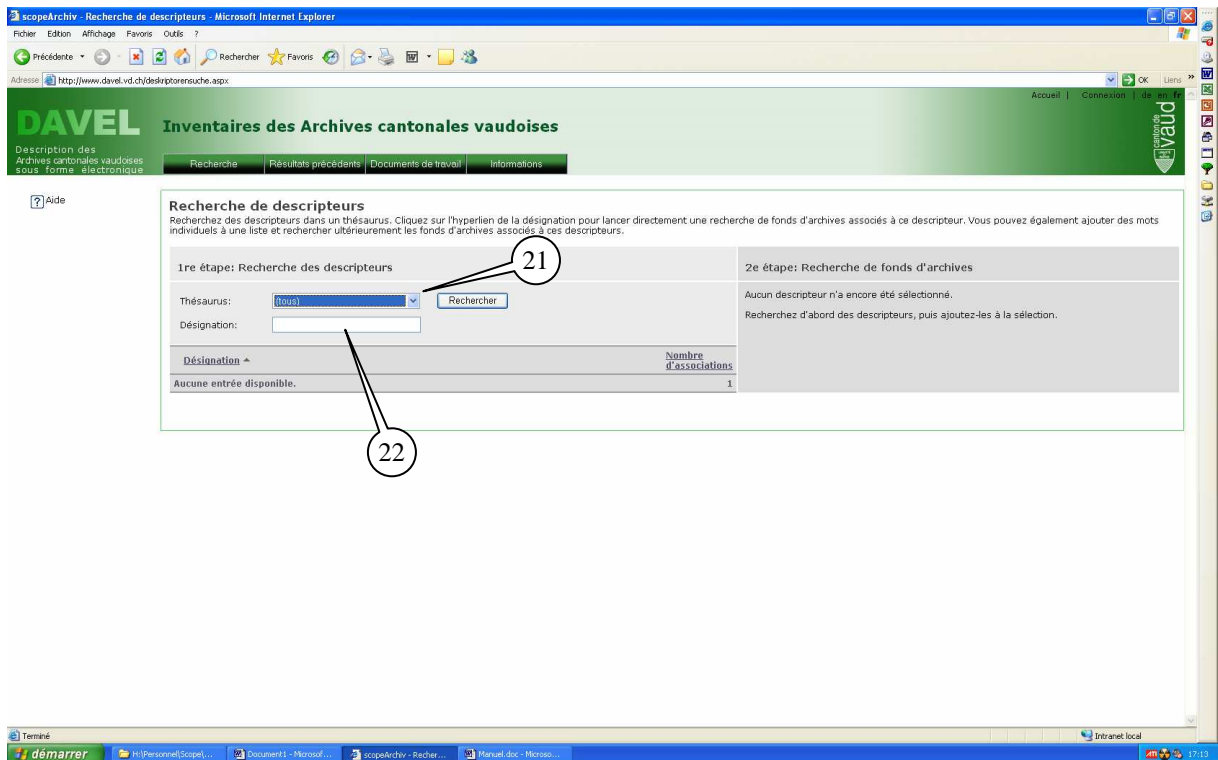 scopeArchiv - Recherche de descripteurs - Microsoft Internet Explorer
Fichier Edition Affichage Favoris Outils ?
Précédente Rechercher Favoris
Adresse http://www.davel.vd.ch/deskriptorensuche.aspx OK Liens »
Accueil | Connexion | de en fr
DAVEL
Inventaires des Archives cantonales vaudoises
canton de
vaud
Description des
Archives cantonales vaudoises
sous forme électronique
Recherche Résultats précédents Documents de travail Informations
? Aide
Recherche de descripteurs
Recherchez des descripteurs dans un thésaurus. Cliquez sur l'hyperlien de la désignation pour lancer directement une recherche de fonds d'archives associés à ce descripteur. Vous pouvez également ajouter des mots
individuels à une liste et rechercher ultérieurement les fonds d'archives associés à ces descripteurs.
21
1re étape: Recherche des descripteurs
2e étape: Recherche de fonds d'archives
Thésaurus: (tous) Rechercher
Désignation:
Aucun descripteur n'a encore été sélectionné.
Recherchez d'abord des descripteurs, puis ajoutez-les à la sélection.
Désignation
Nombre
d'associations
Aucune entrée disponible. 1
22
Terminé
Intranet local
démarrer H:\Personnel\Scope\... Document1 - Microsof... scopeArchiv - Recher... Manuel.doc - Microso... 17:13